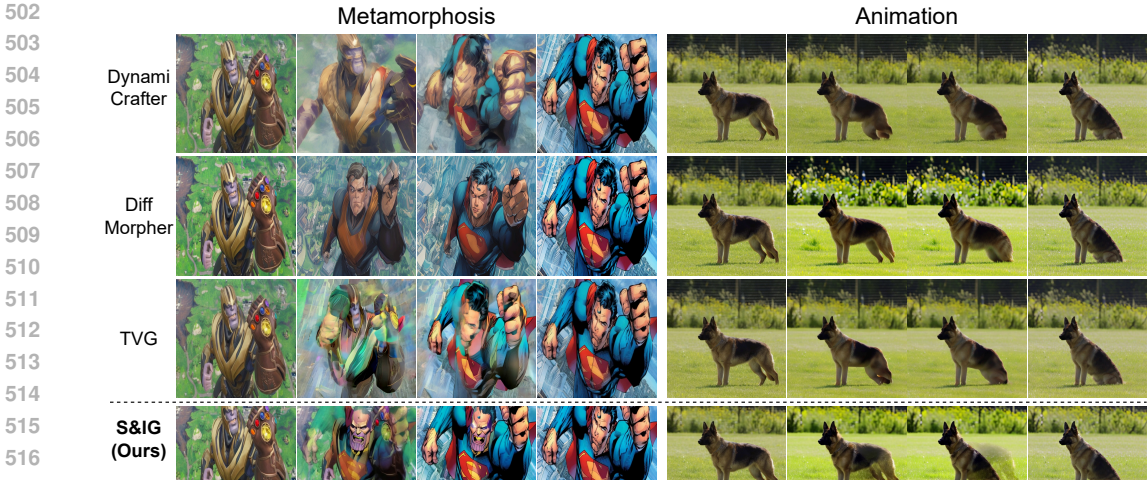 502
Metamorphosis
Animation
503
504
Dynami
505
Crafter
506
507
508
Diff
509
Morpher
510
511
512
TVG
513
514
515
S&IG
516
(Ours)